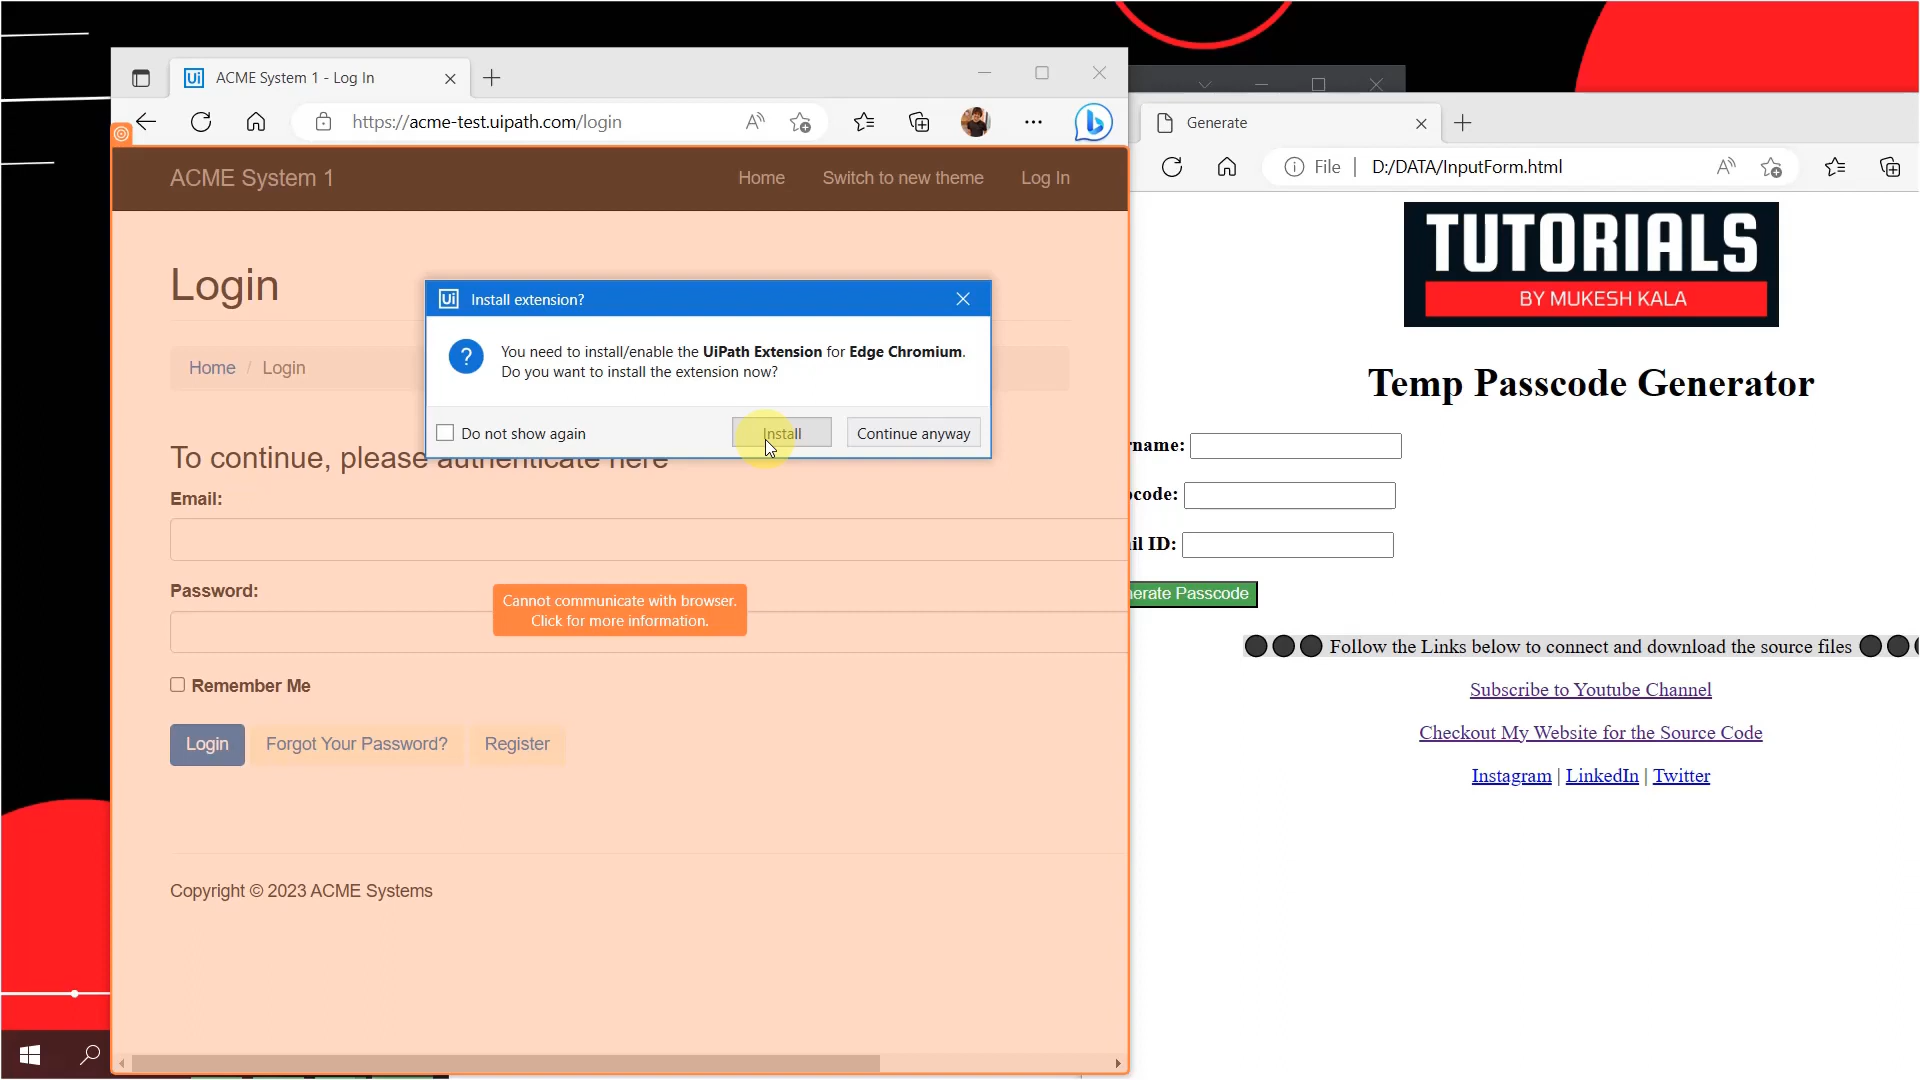 Ui ACME System 1 - Log In
https://acme-test.uipath.com/login
ACME System 1
Home
Switch to new theme
Log In
Login
Home / Login
Ui Install extension?
? You need to install/enable the UiPath Extension for Edge Chromium.
Do you want to install the extension now?
Do not show again
Install
Continue anyway
To continue, please authenticate here
Email:
Password:
Cannot communicate with browser.
Click for more information.
Remember Me
Login
Forgot Your Password?
Register
Copyright © 2023 ACME Systems
Generate
File | D:/DATA/InputForm.html
TUTORIALS
BY MUKESH KALA
Temp Passcode Generator
rname:
code:
il ID:
nerate Passcode
Follow the Links below to connect and download the source files
Subscribe to Youtube Channel
Checkout My Website for the Source Code
Instagram | LinkedIn | Twitter